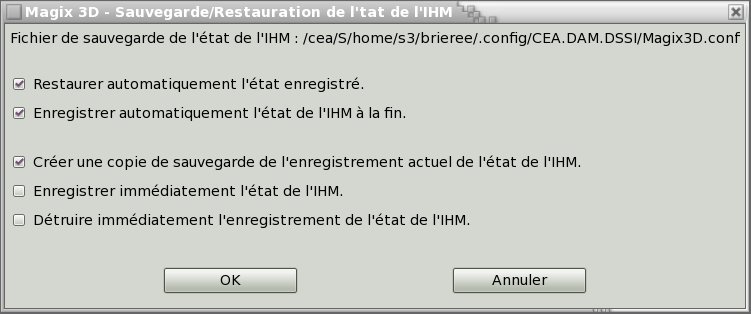 Magix 3D - Sauvegarde/Restauration de l'tat de l'IHM
Fichier de sauvegarde de l'état de l'IHM : /cea/S/home/s3/brieree/.config/CEA.DAM.DSSI/Magix3D.conf
Restaurer automatiquement l'état enregistré.
Enregistrer automatiquement l'état de l'IHM à la fin.
Créer une copie de sauvegarde de l'enregistrement actuel de l'état de l'IHM.
Enregistrer immédiatement l'état de l'IHM.
Détruire immédiatement l'enregistrement de l'état de l'IHM.
OK Annuler